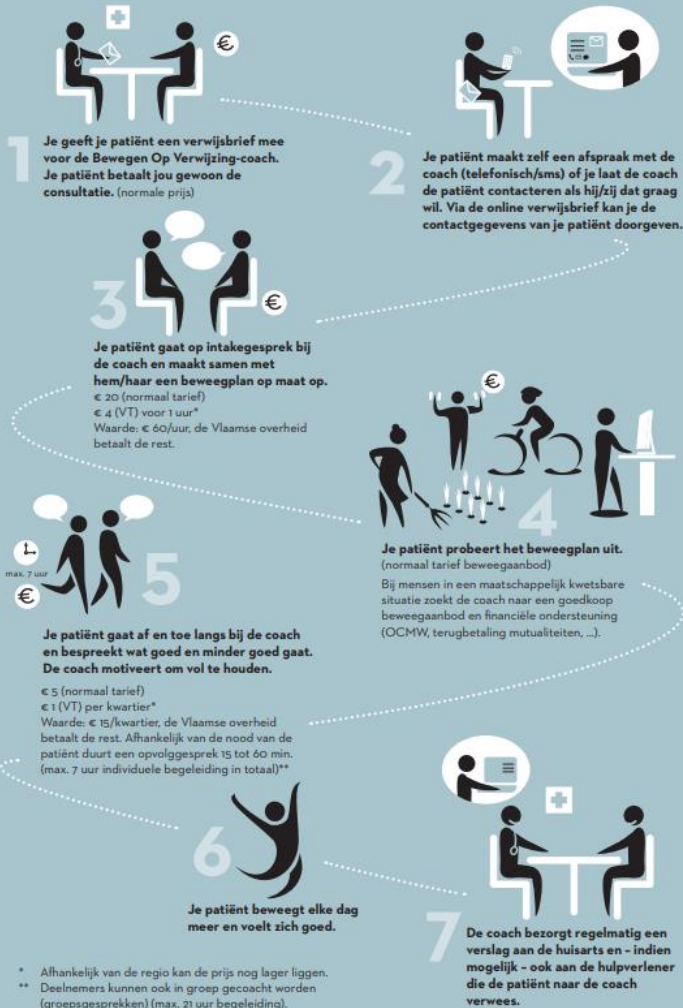 1
Je geeft je patiënt een verwijsbrief mee
voor de Bewegen Op Verwijzing-coach.
Je patiënt betaalt jou gewoon de
consultatie. (normale prijs)
€
2
Je patiënt maakt zelf een afspraak met de
coach (telefonisch/sms) of je laat de coach
de patiënt contacteren als hij/zij dat graag
wil. Via de online verwijsbrief kan je de
contactgegevens van je patiënt doorgeven.
3
€
Je patiënt gaat op intakegesprek bij
de coach en maakt samen met
hem/haar een beweegplan op maat op.
€ 20 (normaal tarief)
€ 4 (VT) voor 1 uur*
Waarde: € 60/uur, de Vlaamse overheid
betaalt de rest.
€
4
Je patiënt probeert het beweegplan uit.
(normaal tarief beweegaanbod)
Bij mensen in een maatschappelijk kwetsbare
situatie zoekt de coach naar een goedkoop
beweegaanbod en financiële ondersteuning
(OCMW, terugbetaling mutualiteiten, ...).
max. 7 uur
€
5
Je patiënt gaat af en toe langs bij de coach
en bespreekt wat goed en minder goed gaat.
De coach motiveert om vol te houden.
€ 5 (normaal tarief)
€ 1 (VT) per kwartier*
Waarde: € 15/kwartier, de Vlaamse overheid
betaalt de rest. Afhankelijk van de nood van de
patiënt duurt een opvolggesprek 15 tot 60 min.
(max. 7 uur individuele begeleiding in totaal)**
6
Je patiënt beweegt elke dag
meer en voelt zich goed.
7
De coach bezorgt regelmatig een
verslag aan de huisarts en - indien
mogelijk - ook aan de hulpverlener
die de patiënt naar de coach
verwees.
* Afhankelijk van de regio kan de prijs nog lager liggen.
** Deelnemers kunnen ook in groep gecoacht worden
(groepsgesprekken) (max. 21 uur begeleiding).